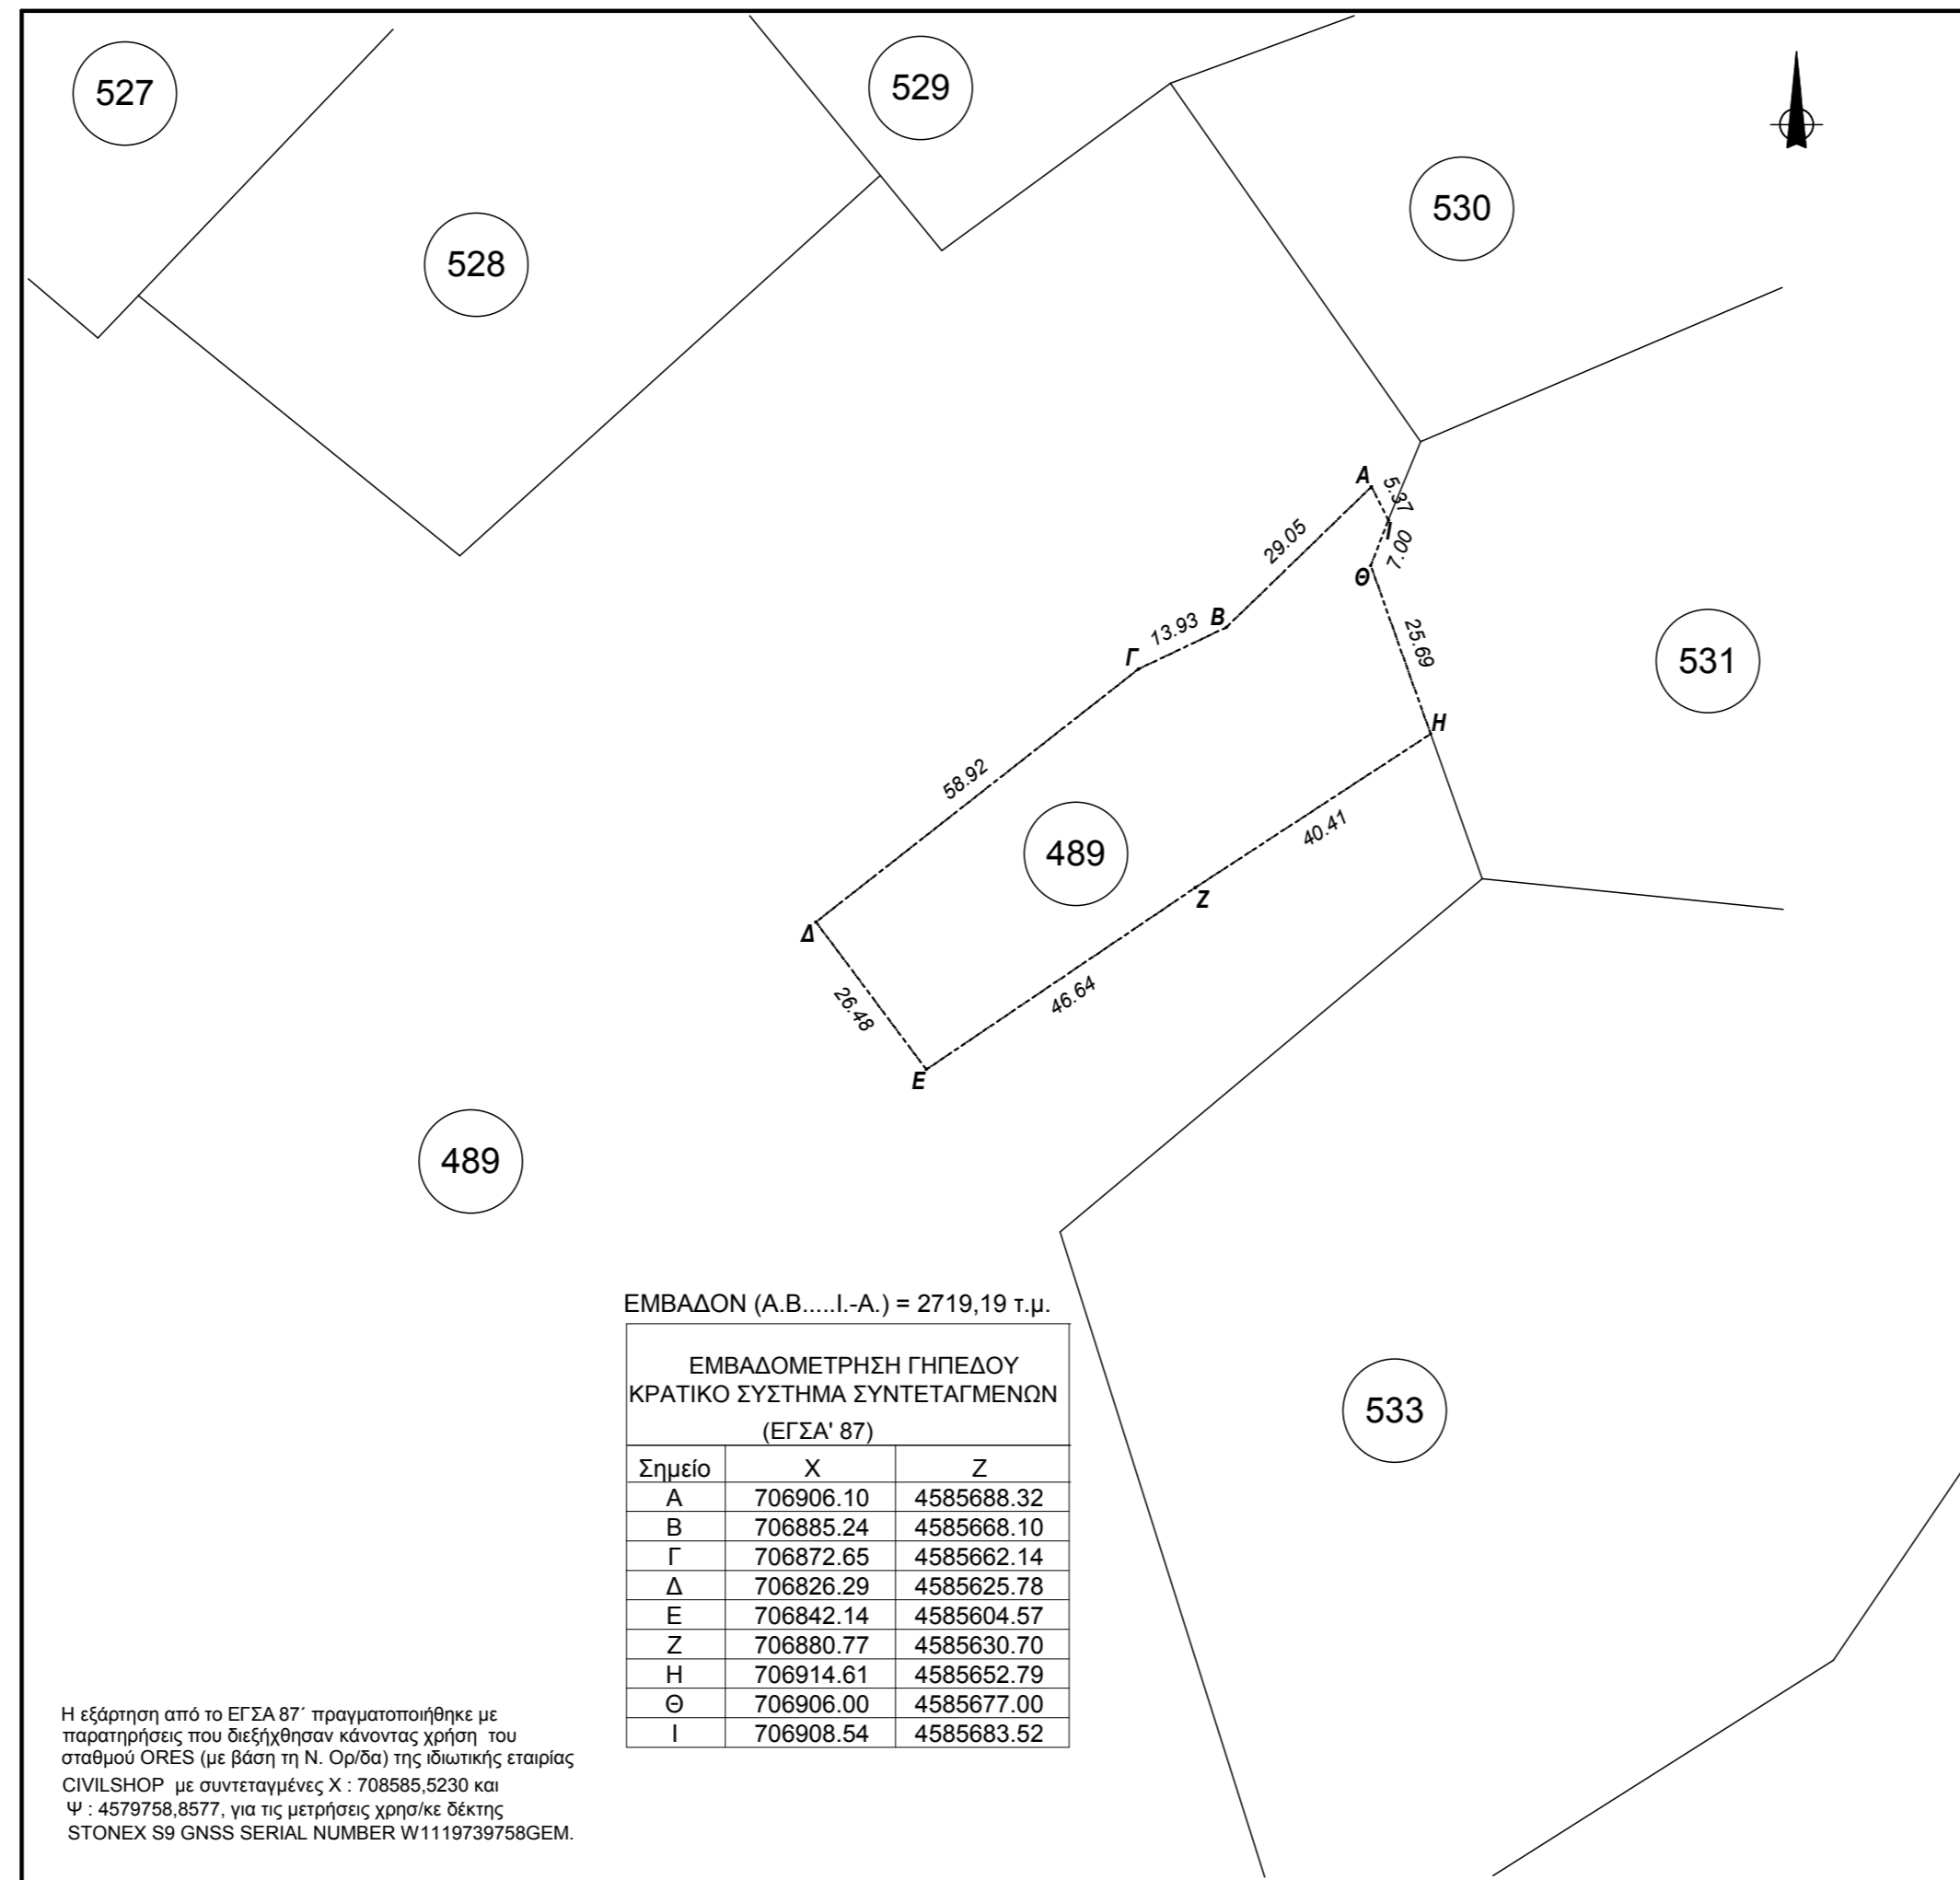 527
529
530
528
Α
5.37
29.05
Ι
7.00
Θ
Β
13.93
25.69
Γ
531
Η
58.92
40.41
489
Ζ
Δ
46.64
26.48
Ε
489
ΕΜΒΑΔΟΝ (Α.Β.....Ι.-Α.) = 2719,19 τ.μ.
ΕΜΒΑΔΟΜΕΤΡΗΣΗ ΓΗΠΕΔΟΥ
ΚΡΑΤΙΚΟ ΣΥΣΤΗΜΑ ΣΥΝΤΕΤΑΓΜΕΝΩΝ
(ΕΓΣΑ' 87)
Σημείο Χ Ζ
Α 706906.10 4585688.32
Β 706885.24 4585668.10
Γ 706872.65 4585662.14
Δ 706826.29 4585625.78
Ε 706842.14 4585604.57
Ζ 706880.77 4585630.70
Η 706914.61 4585652.79
Θ 706906.00 4585677.00
Ι 706908.54 4585683.52
533
Η εξάρτηση από το ΕΓΣΑ 87΄ πραγματοποιήθηκε με
παρατηρήσεις που διεξήχθησαν κάνοντας χρήση του
σταθμού ORES (με βάση τη Ν. Ορ/δα) της ιδιωτικής εταιρίας
CIVILSHOP με συντεταγμένες Χ : 708585,5230 και
Ψ : 4579758,8577, για τις μετρήσεις χρησ/κε δέκτης
STONEX S9 GNSS SERIAL NUMBER W1119739758GEM.